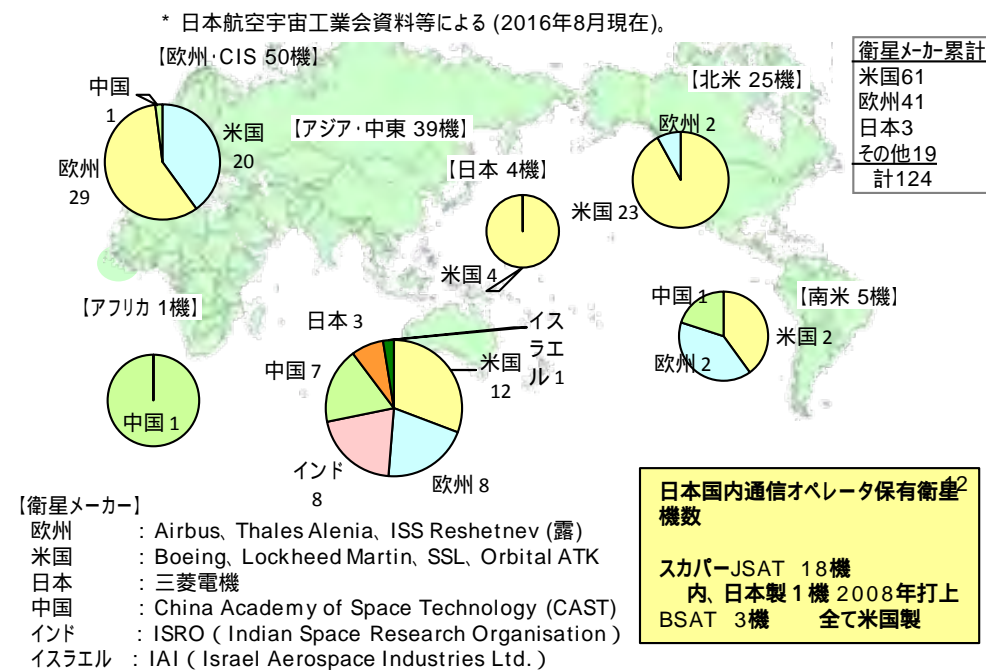 * 日本航空宇宙工業会資料等による (2016年8月現在)。
【欧州・CIS 50機】
中国
1
米国
20
欧州
29
【アジア・中東 39機】
【日本 4機】
米国 4
【北米 25機】
欧州 2
米国 23
衛星メーカー累計
米国61
欧州41
日本3
その他19
計124
【アフリカ 1機】
中国 1
日本 3
イス
ラエ
ル 1
中国 7
米国
12
インド
8
欧州 8
【南米 5機】
中国 1
米国 2
欧州 2
【衛星メーカー】
欧州 : Airbus、Thales Alenia、ISS Reshetnev (露)
米国 : Boeing、Lockheed Martin、SSL、Orbital ATK
日本 : 三菱電機
中国 : China Academy of Space Technology (CAST)
インド : ISRO ( Indian Space Research Organisation )
イスラエル : IAI ( Israel Aerospace Industries Ltd. )
日本国内通信オペレータ保有衛星
機数
12
スカパーJSAT 18機
内、日本製1機 2008年打上
BSAT 3機 全て米国製